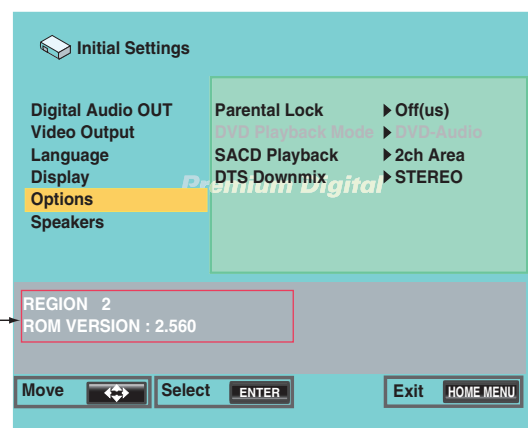 Initial Settings
Digital Audio OUT
Video Output
Language
Display
Options
Speakers
Parental Lock Off(us)
DVD Playback Mode DVD-Audio
SACD Playback 2ch Area
DTS Downmix STEREO
Premium Digital
REGION 2
ROM VERSION : 2.560
Move Select ENTER Exit HOME MENU